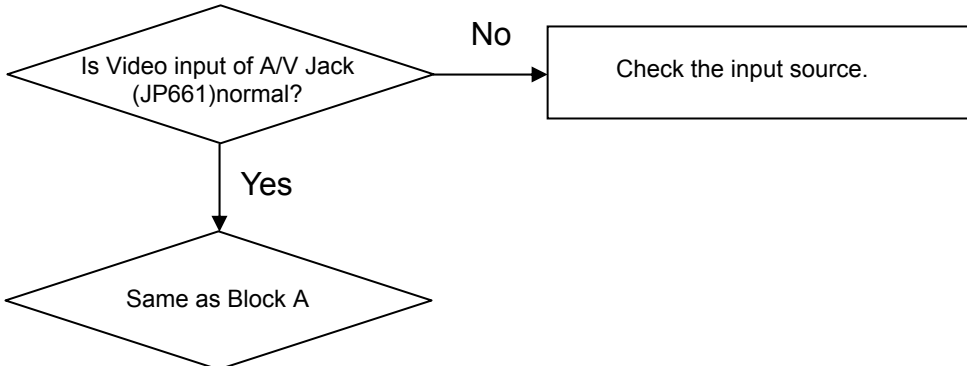 Is Video input of A/V Jack
(JP661)normal?
No
Check the input source.
Yes
Same as Block A